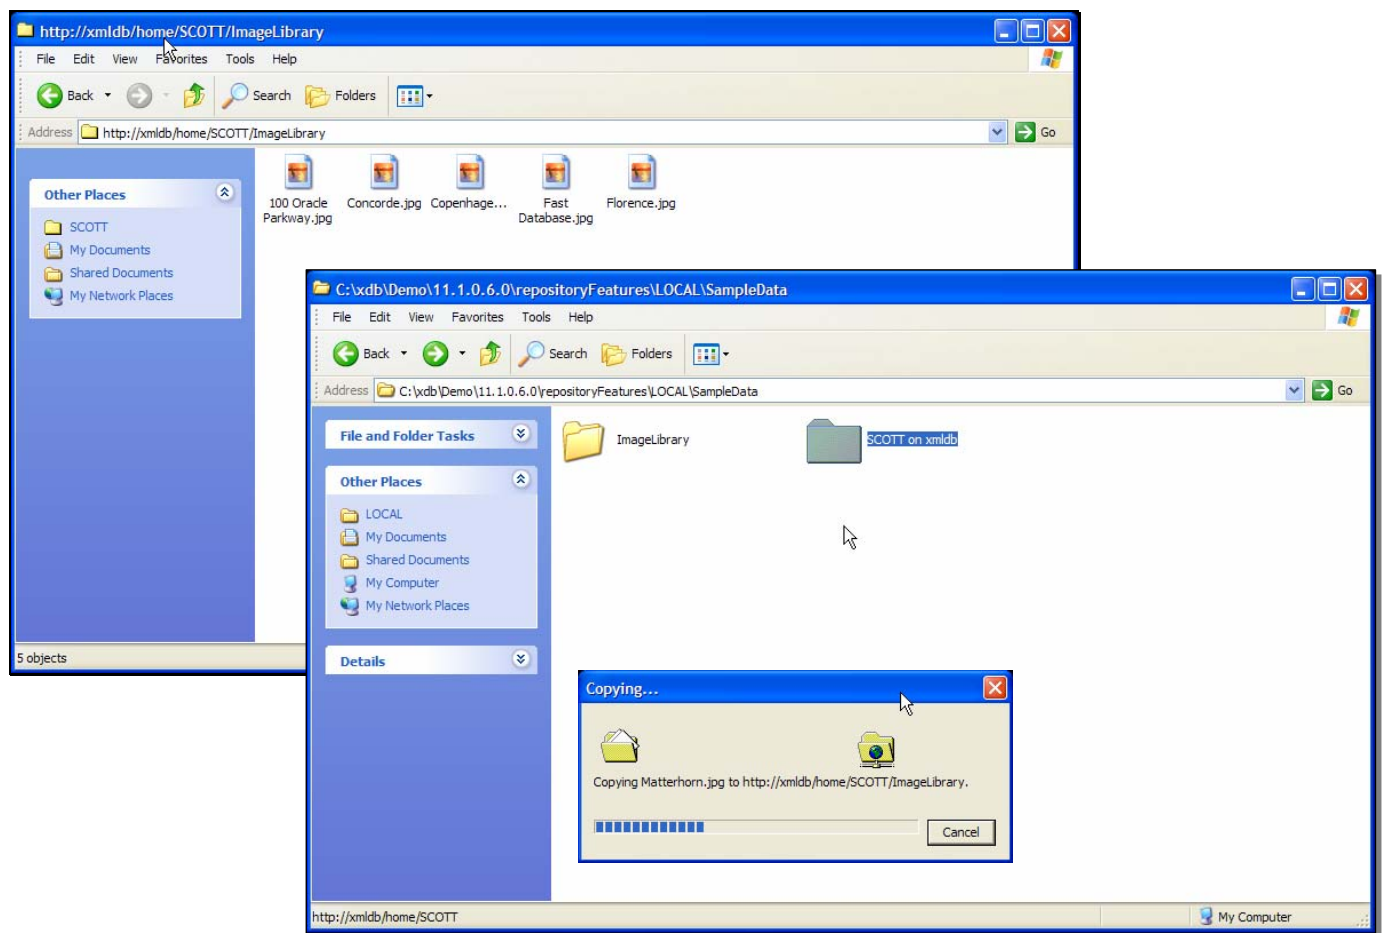 http://xmldb/home/SCOTT/ImageLibrary
File Edit View Favorites Tools Help
Back Search Folders
Address http://xmldb/home/SCOTT/ImageLibrary Go
Other Places
SCOTT
My Documents
Shared Documents
My Network Places
100 Oracle Parkway.jpg
Concorde.jpg
Copenhage...
Fast Database.jpg
Florence.jpg
5 objects
C:\xdb\Demo\11.1.0.6.0\repositoryFeatures\LOCAL\SampleData
File Edit View Favorites Tools Help
Back Search Folders
Address C:\xdb\Demo\11.1.0.6.0\repositoryFeatures\LOCAL\SampleData Go
File and Folder Tasks
Other Places
LOCAL
My Documents
Shared Documents
My Computer
My Network Places
Details
ImageLibrary
SCOTT on xmldb
Copying...
Copying Matterhorn.jpg to http://xmldb/home/SCOTT/ImageLibrary.
Cancel
http://xmldb/home/SCOTT
My Computer